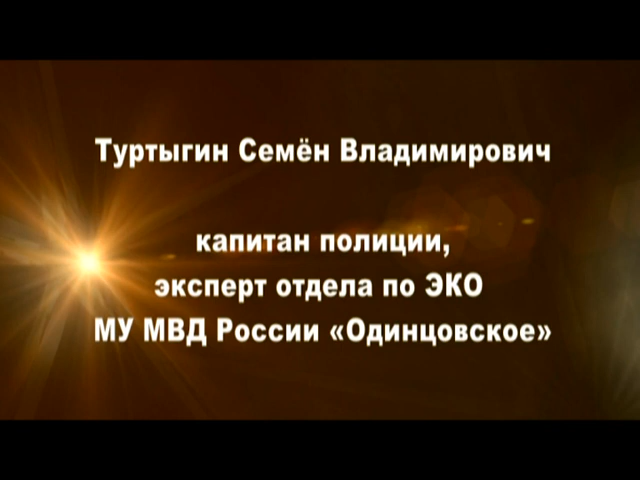 Туртыгин Семён Владимирович
капитан полиции,
эксперт отдела по ЭКО
МУ МВД России «Одинцовское»